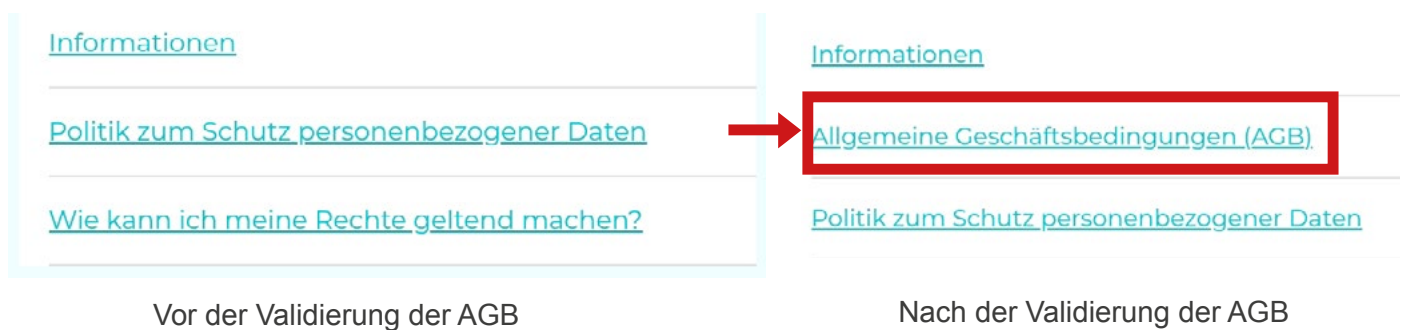 Informationen
Politik zum Schutz personenbezogener Daten
Wie kann ich meine Rechte geltend machen?
Vor der Validierung der AGB
Informationen
Allgemeine Geschäftsbedingungen (AGB)
Politik zum Schutz personenbezogener Daten
Nach der Validierung der AGB